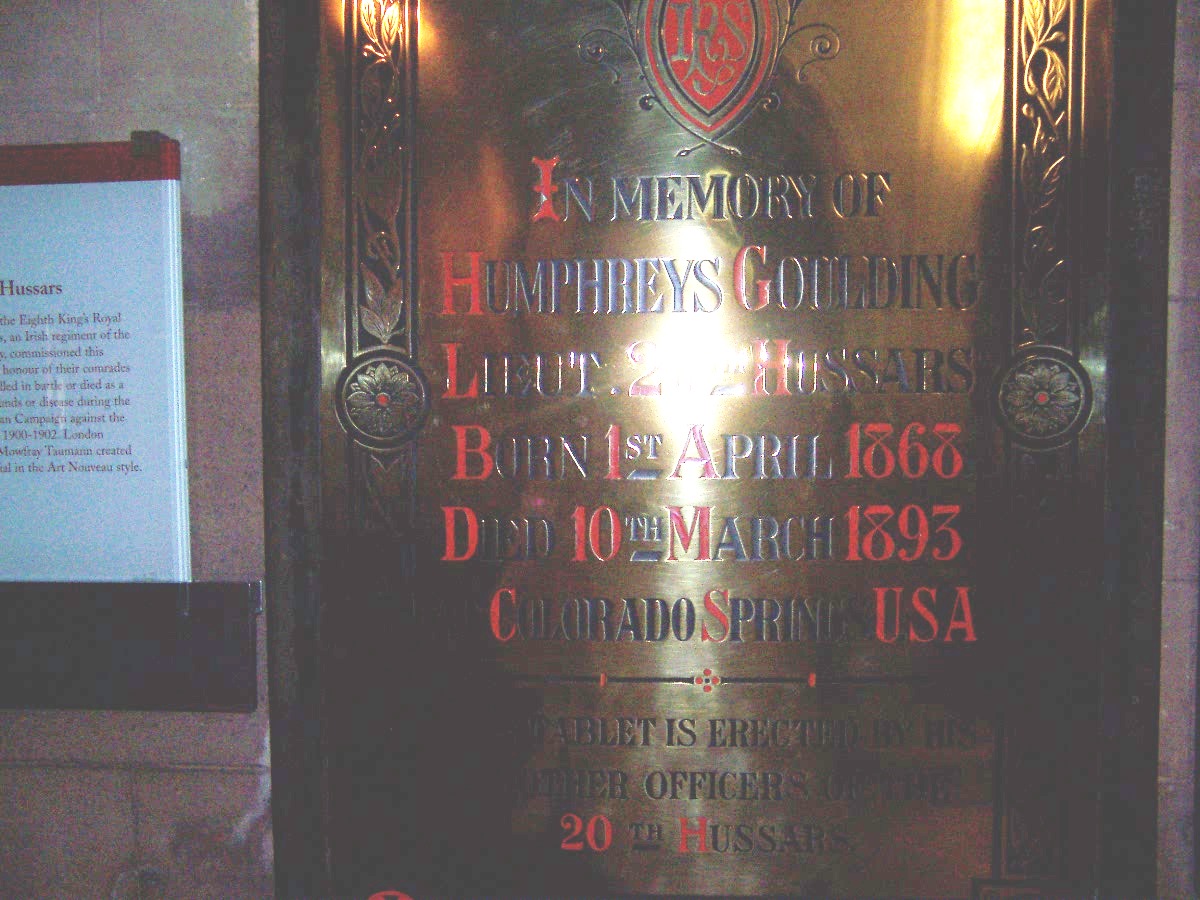 Hussars
the Eighth King's Royal
an Irish regiment of the
commissioned this
honour of their comrades
in battle or died as a
or disease during the
Campaign against the
1900-1902. London
Mowbray Taumann created
in the Art Nouveau style.
IN MEMORY OF
HUMPHREYS GOULDING
LIEUT. 20TH HUSSARS
BORN 1ST APRIL 1868
DIED 10TH MARCH 1893
COLORADO SPRINGS USA
TABLET IS ERECTED BY HIS
BROTHER OFFICERS OF THE
20TH HUSSARS